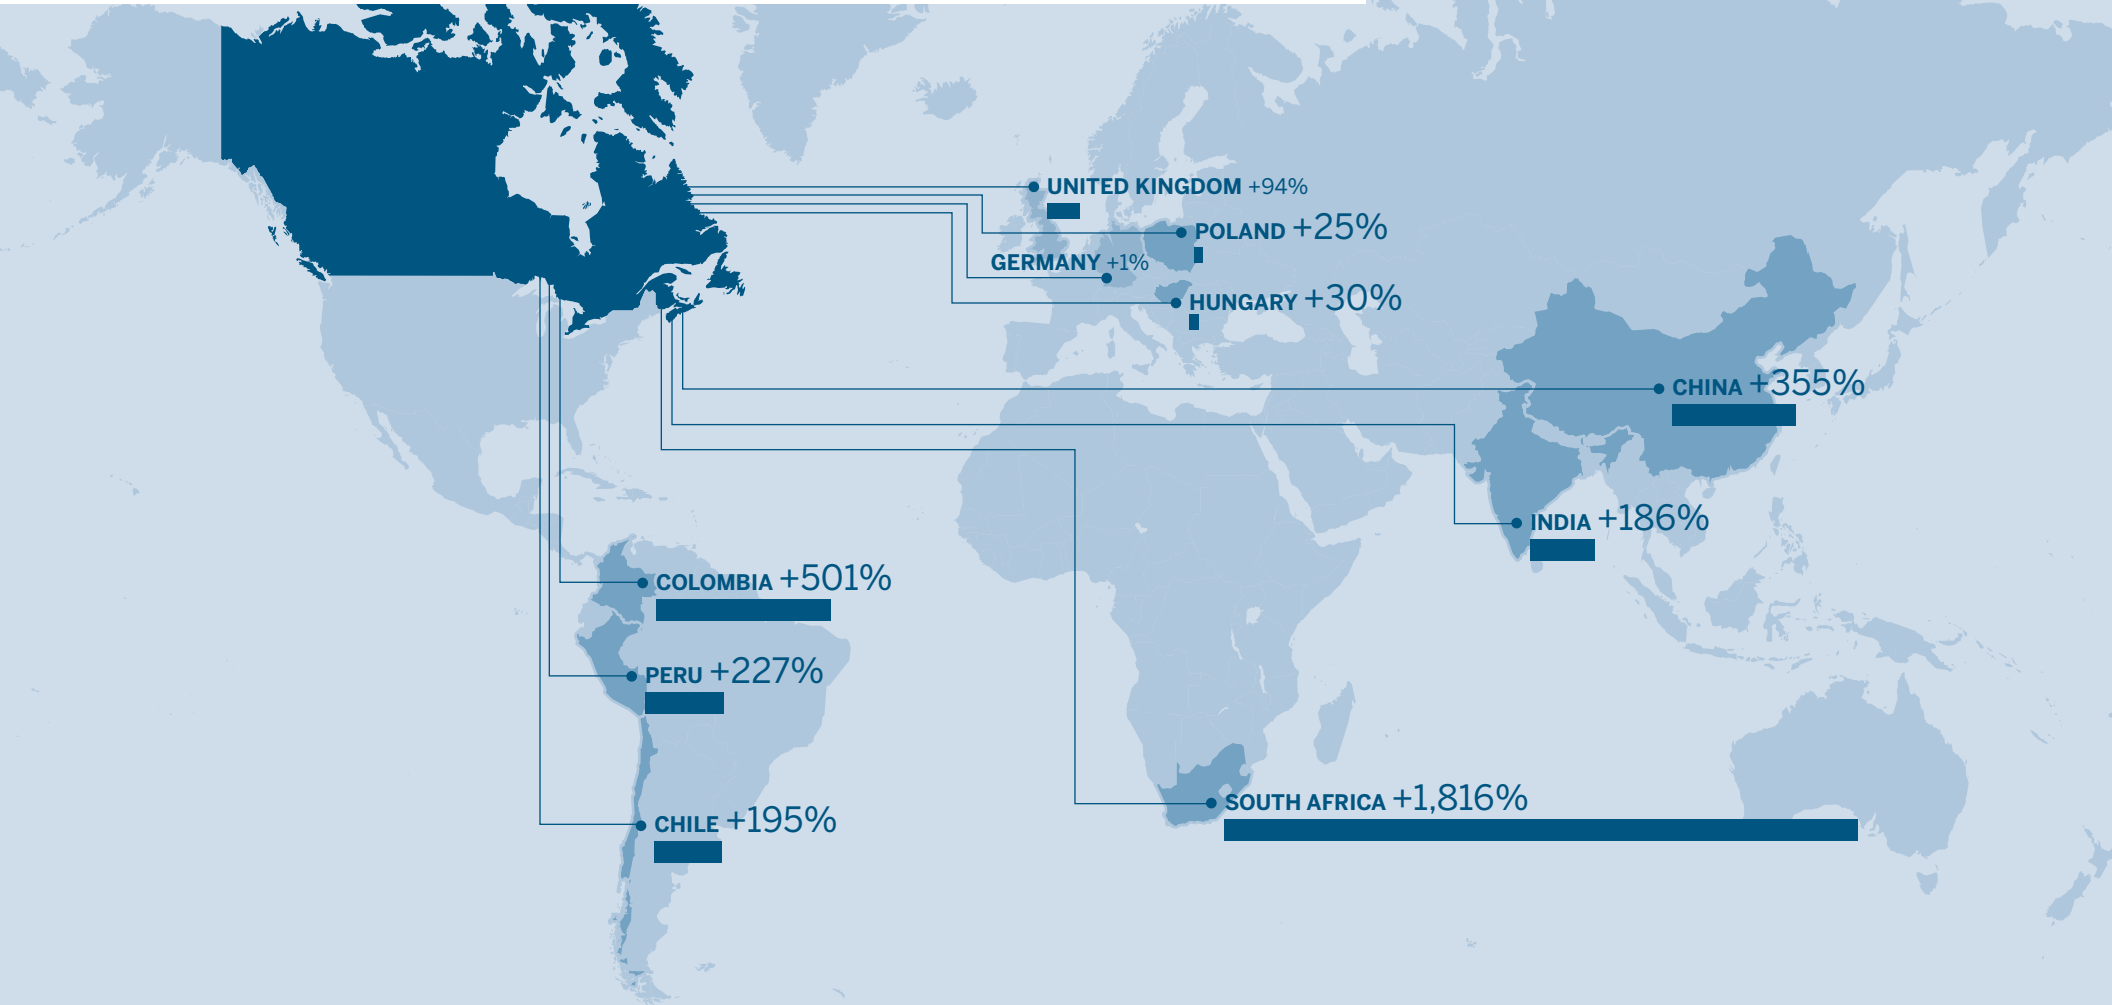 UNITED KINGDOM +94%
POLAND +25%
GERMANY +1%
HUNGARY +30%
CHINA +355%
INDIA +186%
COLOMBIA +501%
PERU +227%
SOUTH AFRICA +1,816%
CHILE +195%